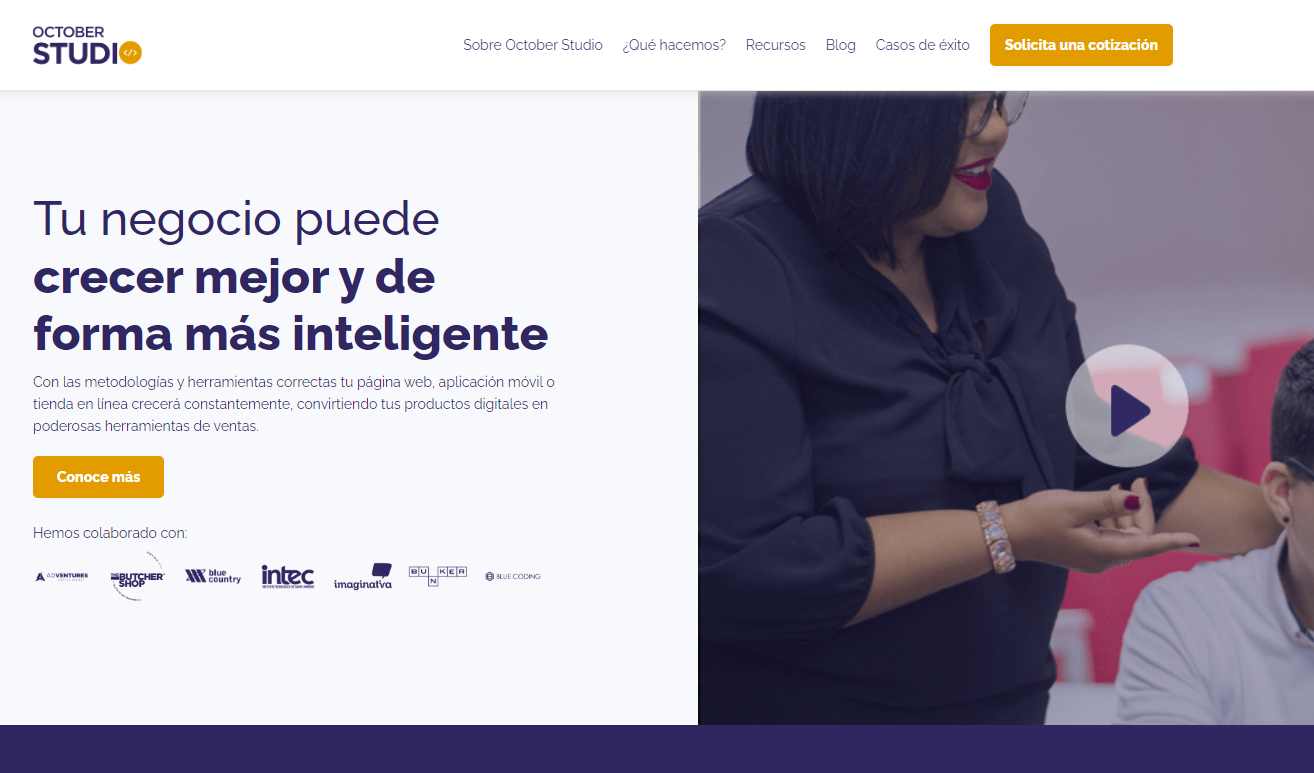 OCTOBER
STUDIO
Sobre October Studio
¿Qué hacemos?
Recursos
Blog
Casos de éxito
Solicita una cotización
Tu negocio puede
crecer mejor y de
forma más inteligente
Con las metodologías y herramientas correctas tu página web, aplicación móvil o
tienda en línea crecerá constantemente, convirtiendo tus productos digitales en
poderosas herramientas de ventas.
Conoce más
Hemos colaborado con:
ADVENTURES
THE BUTCHER
SHOP
blue
country
intec
imaginativa
BUNKER
BLUE CODING